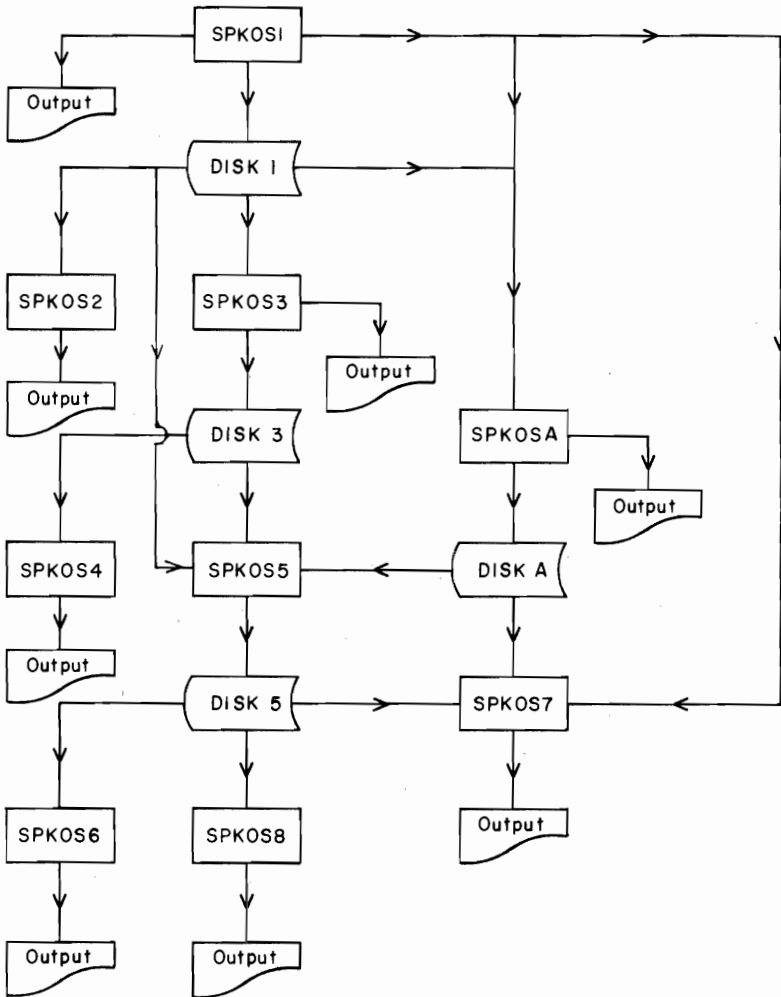 SPKOS1
Output
DISK 1
SPKOS2
SPKOS3
Output
Output
DISK 3
SPKOSA
Output
SPKOS4
SPKOS5
DISK A
Output
DISK 5
SPKOS7
SPKOS6
SPKOS8
Output
Output
Output